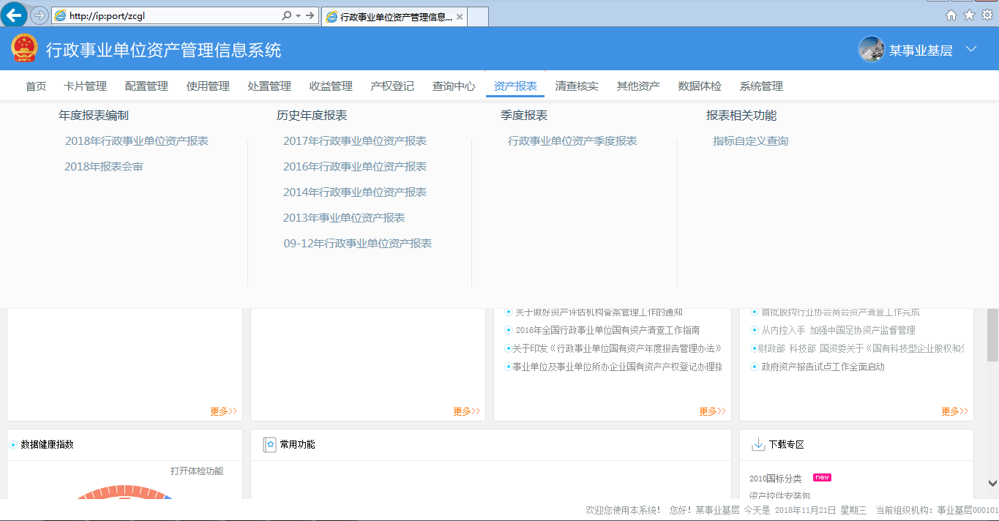 http://ip:port/zcgl
行政事业单位资产管理信息...
行政事业单位资产管理信息系统
某事业基层
首页 卡片管理 配置管理 使用管理 处置管理 收益管理 产权登记 查询中心 资产报表 清查核实 其他资产 数据体检 系统管理
年度报表编制
2018年行政事业单位资产报表
2018年报表会审
历史年度报表
2017年行政事业单位资产报表
2016年行政事业单位资产报表
2014年行政事业单位资产报表
2013年事业单位资产报表
09-12年行政事业单位资产报表
季度报表
行政事业单位资产季度报表
报表相关功能
指标自定义查询
更多>>
更多>>
关于做好资产评估机构备案管理工作的通知
2016年全国行政事业单位国有资产清查工作指南
关于印发《行政事业单位国有资产年度报告管理办法》
事业单位及事业单位所办企业国有资产产权登记办理指
更多>>
首批脱钩行业协会商会资产清查工作完成
从内控入手 加强中国足协资产监督管理
财政部 科技部 国资委关于《国有科技型企业股权和分
政府资产报告试点工作全面启动
更多>>
数据健康指数
打开体检功能
常用功能
下载专区
2010国标分类 new
资产控件安装包
欢迎您使用本系统! 您好!某事业基层 今天是 2018年11月21日 星期三 当前组织机构: 事业基层000101